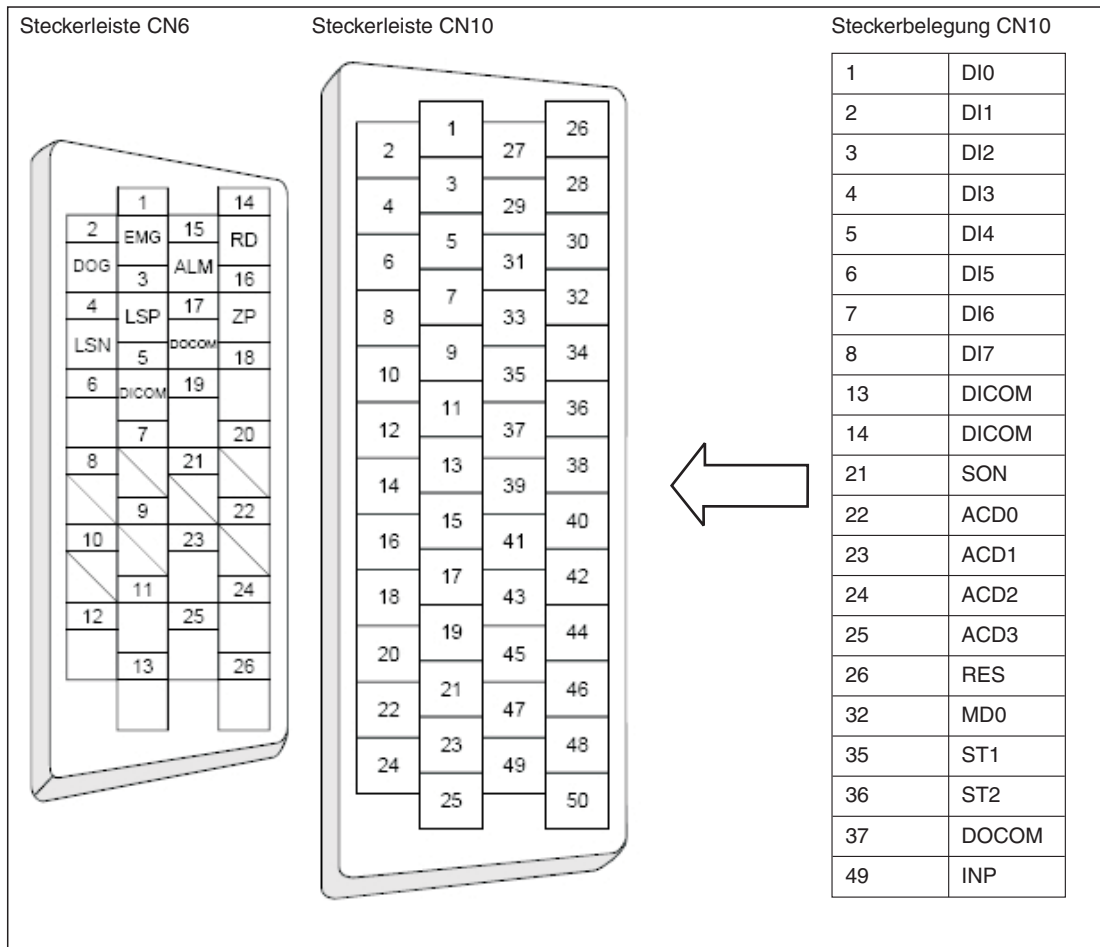 Steckerleiste CN6
Steckerleiste CN10
Steckerbelegung CN10
1 14
2 EMG 15 RD
DOG 3 ALM 16
4 LSP 17 ZP
LSN 5 DOCOM 18
6 DICOM 19
7 20
8 21
9 22
10 23
11 24
12 25
13 26
1 26
2 27
3 28
4 29
5 30
6 31
7 32
8 33
9 34
10 35
11 36
12 37
13 38
14 39
15 40
16 41
17 42
18 43
19 44
20 45
21 46
22 47
23 48
24 49
25 50
1 DI0
2 DI1
3 DI2
4 DI3
5 DI4
6 DI5
7 DI6
8 DI7
13 DICOM
14 DICOM
21 SON
22 ACD0
23 ACD1
24 ACD2
25 ACD3
26 RES
32 MD0
35 ST1
36 ST2
37 DOCOM
49 INP